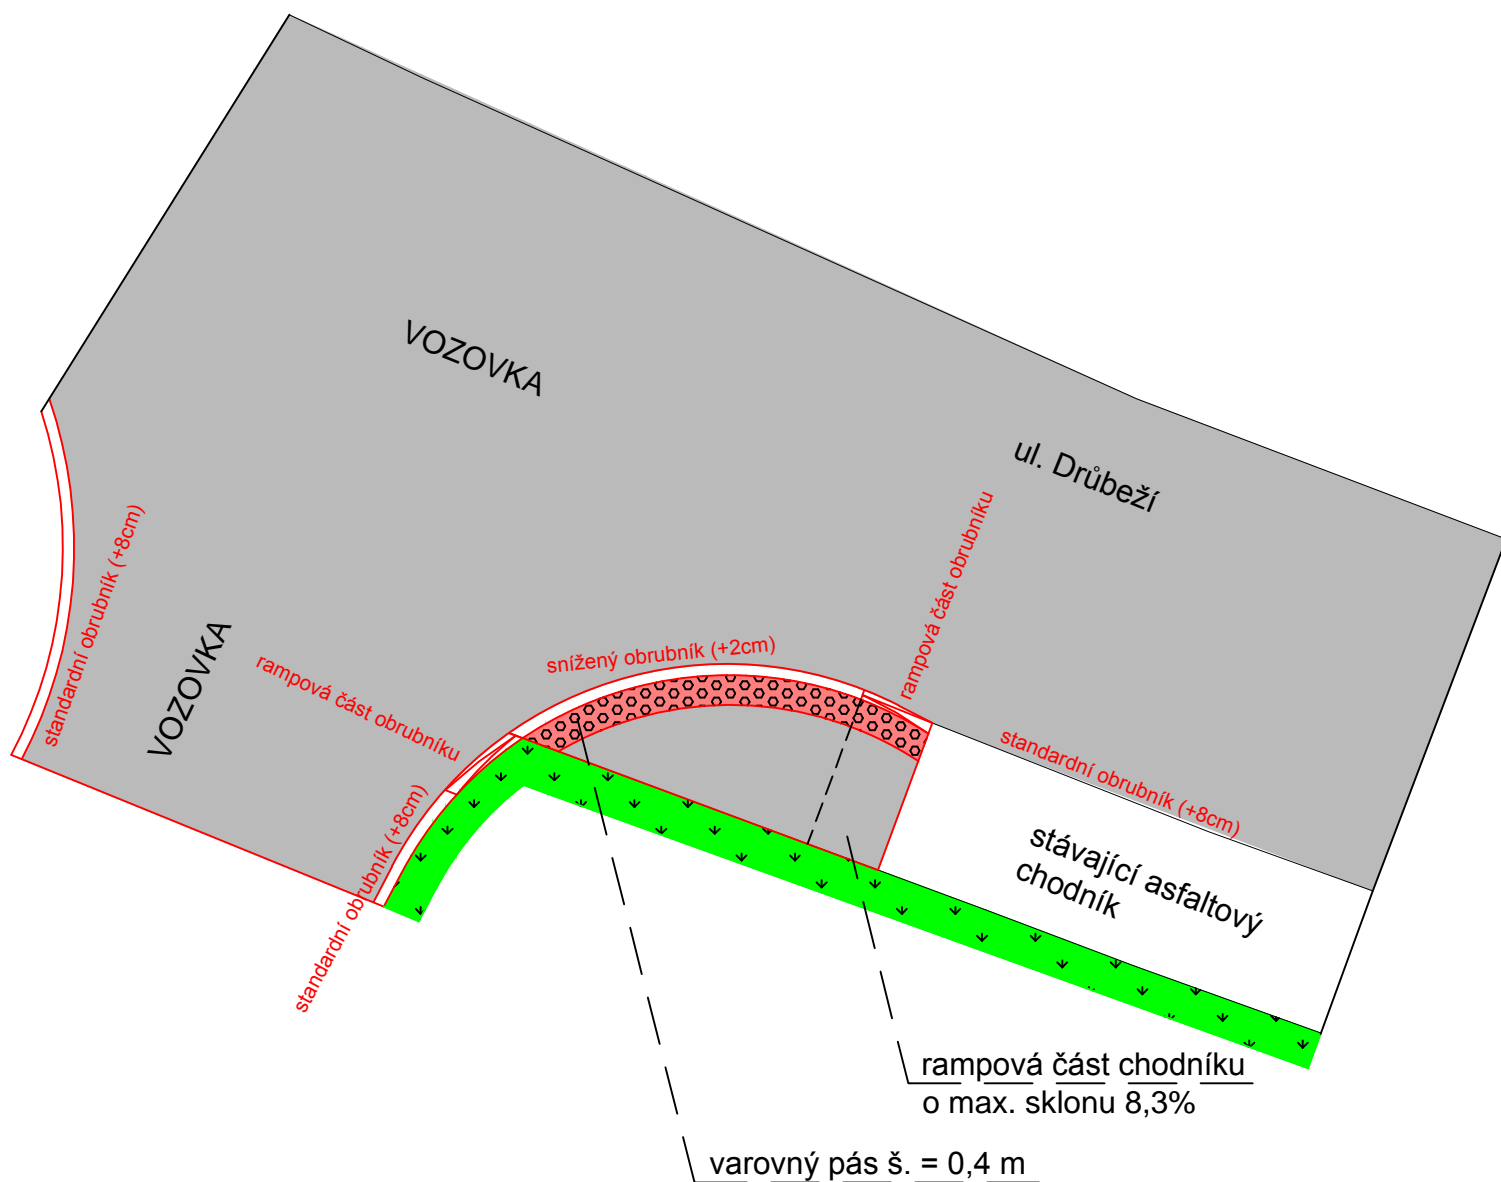 VOZOVKA
ul. Drůbeží
rampová část obrubníku
standardní obrubník (+8cm)
VOZOVKA
rampová část obrubníku
snížený obrubník (+2cm)
standardní obrubník (+8cm)
standardní obrubník (+8cm)
stávající asfaltový
chodník
rampová část chodníku
o max. sklonu 8,3%
varovný pás š. = 0,4 m